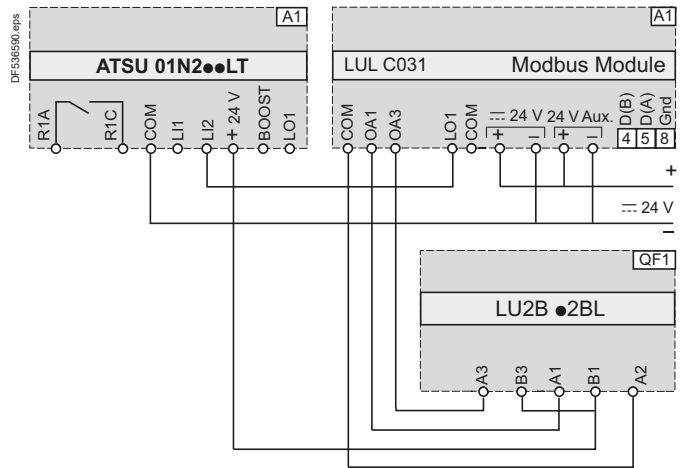 DF536590.eps
A1
ATSU 01N2●●LT
R1A
R1C
COM
LI1
LI2
+ 24 V
BOOST
LO1
A1
LUL C031 Modbus Module
COM
OA1
OA3
LO1
COM
⎓ 24 V
24 V Aux.
+ – + –
D(B)
D(A)
Gnd
4 5 8
+
⎓ 24 V
–
QF1
LU2B ●2BL
A3
B3
A1
B1
A2